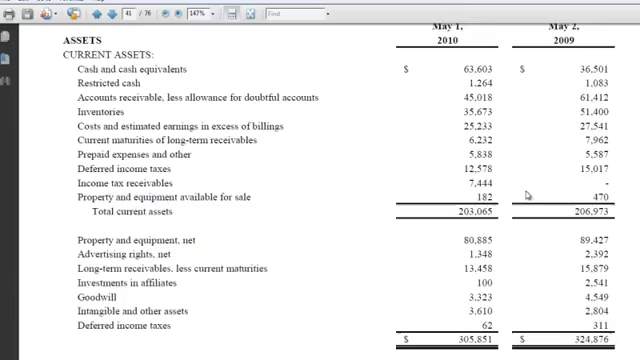 41 / 76 147% Find
May 1, May 2,
ASSETS 2010 2009
CURRENT ASSETS:
Cash and cash equivalents $ 63,603 $ 36,501
Restricted cash 1,264 1,083
Accounts receivable, less allowance for doubtful accounts 45,018 61,412
Inventories 35,673 51,400
Costs and estimated earnings in excess of billings 25,233 27,541
Current maturities of long-term receivables 6,232 7,962
Prepaid expenses and other 5,838 5,587
Deferred income taxes 12,578 15,017
Income tax receivables 7,444 -
Property and equipment available for sale 182 470
Total current assets 203,065 206,973
Property and equipment, net 80,885 89,427
Advertising rights, net 1,348 2,392
Long-term receivables, less current maturities 13,458 15,879
Investments in affiliates 100 2,541
Goodwill 3,323 4,549
Intangible and other assets 3,610 2,804
Deferred income taxes 62 311
$ 305,851 $ 324,876